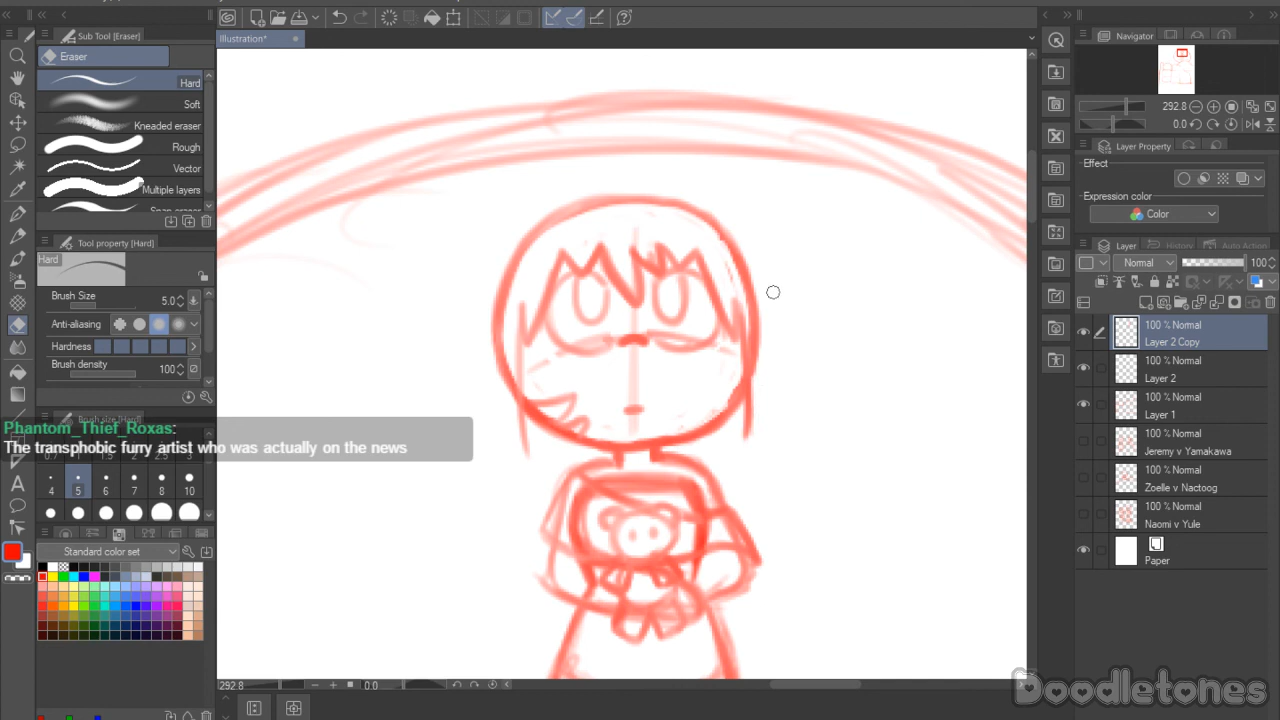 Sub Tool [Eraser]
Eraser
Hard
Soft
Kneaded eraser
Rough
Vector
Multiple layers
Snap eraser
Tool property [Hard]
Hard
Brush Size
5.0
Anti-aliasing
Hardness
Brush density
100
Brush size [Hard]
4
5
6
7
8
10
Standard color set
Illustration*
Phantom_Thief_Roxas:
The transphobic furry artist who was actually on the news
292.8
0.0
Navigator
292.8
0.0
Layer Property
Effect
Expression color
Color
Layer
History
Auto Action
Normal
100
100 % Normal
Layer 2 Copy
100 % Normal
Layer 2
100 % Normal
Layer 1
100 % Normal
Jeremy v Yamakawa
100 % Normal
Zoelle v Nactoog
100 % Normal
Naomi v Yule
Paper
Doodletones